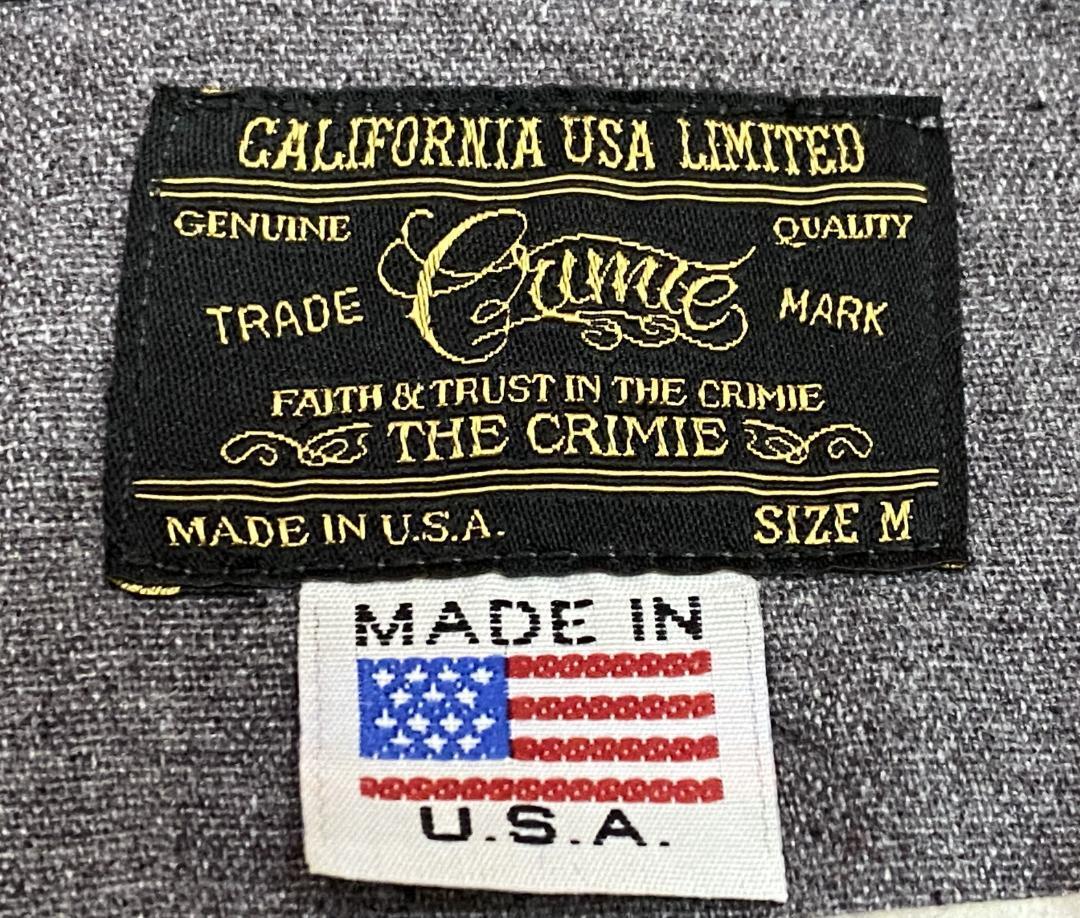 CALIFORNIA USA LIMITED
GENUINE Crimie QUALITY
TRADE MARK
FAITH & TRUST IN THE CRIMIE
THE CRIMIE
MADE IN U.S.A. SIZE M
MADE IN
U.S.A.